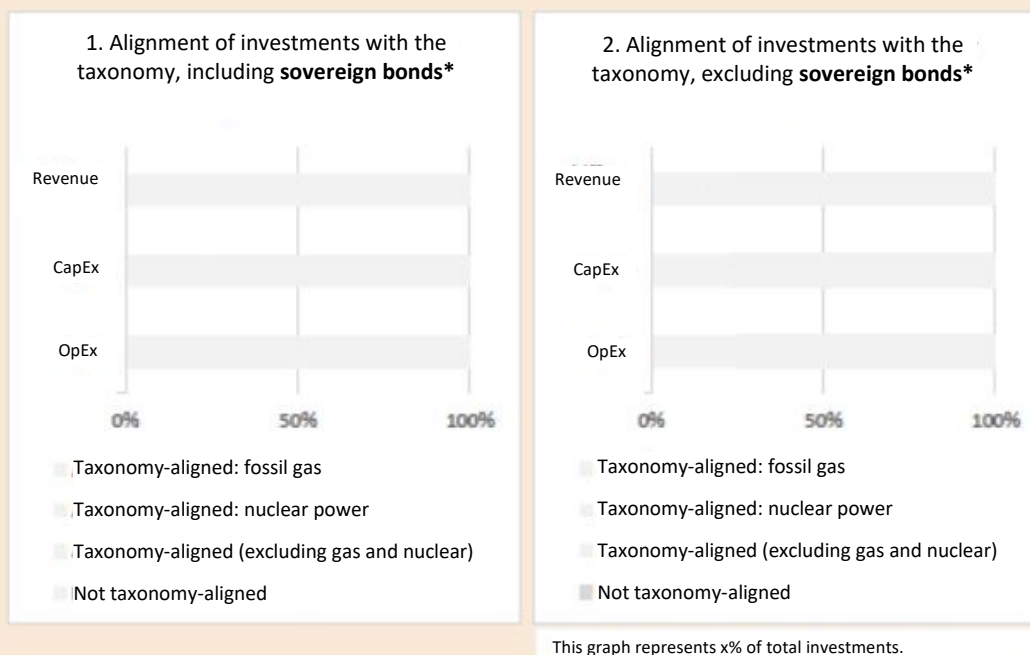 1. Alignment of investments with the
taxonomy, including sovereign bonds*
Revenue
CapEx
OpEx
0% 50% 100%
Taxonomy-aligned: fossil gas
Taxonomy-aligned: nuclear power
Taxonomy-aligned (excluding gas and nuclear)
Not taxonomy-aligned
2. Alignment of investments with the
taxonomy, excluding sovereign bonds*
Revenue
CapEx
OpEx
0% 50% 100%
Taxonomy-aligned: fossil gas
Taxonomy-aligned: nuclear power
Taxonomy-aligned (excluding gas and nuclear)
Not taxonomy-aligned
This graph represents x% of total investments.